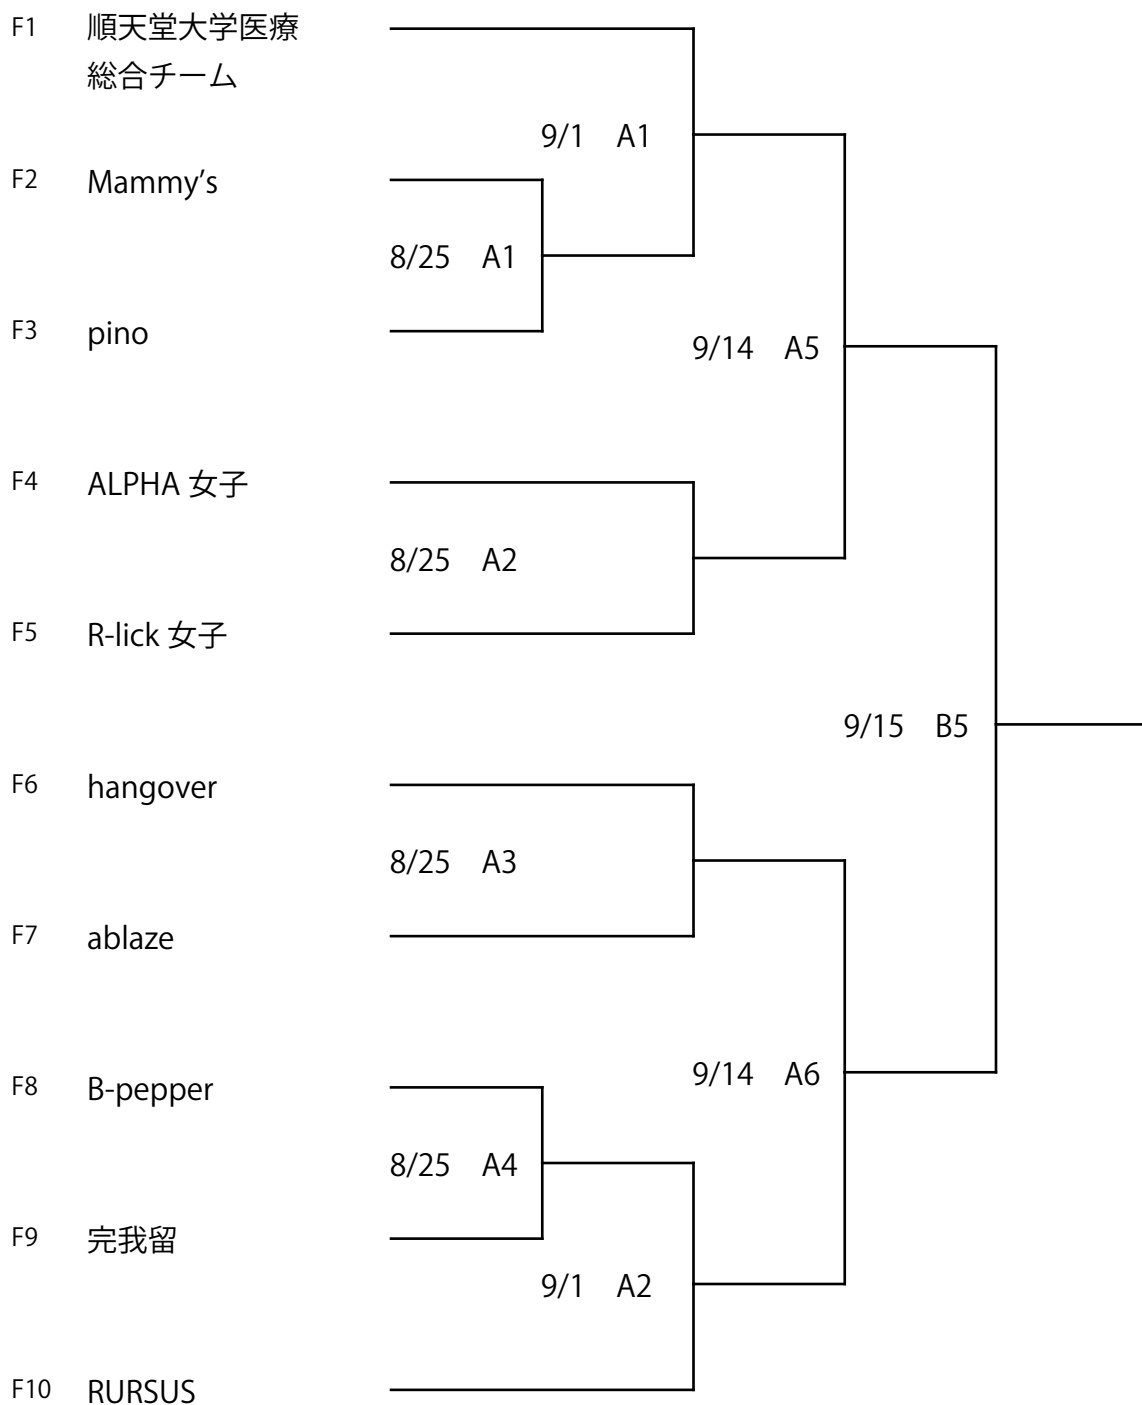 F1 順天堂大学医療
総合チーム
9/1 A1
F2 Mammy’s
8/25 A1
F3 pino
9/14 A5
F4 ALPHA 女子
8/25 A2
F5 R-lick 女子
9/15 B5
F6 hangover
8/25 A3
F7 ablaze
9/14 A6
F8 B-pepper
8/25 A4
F9 完我留
9/1 A2
F10 RURSUS